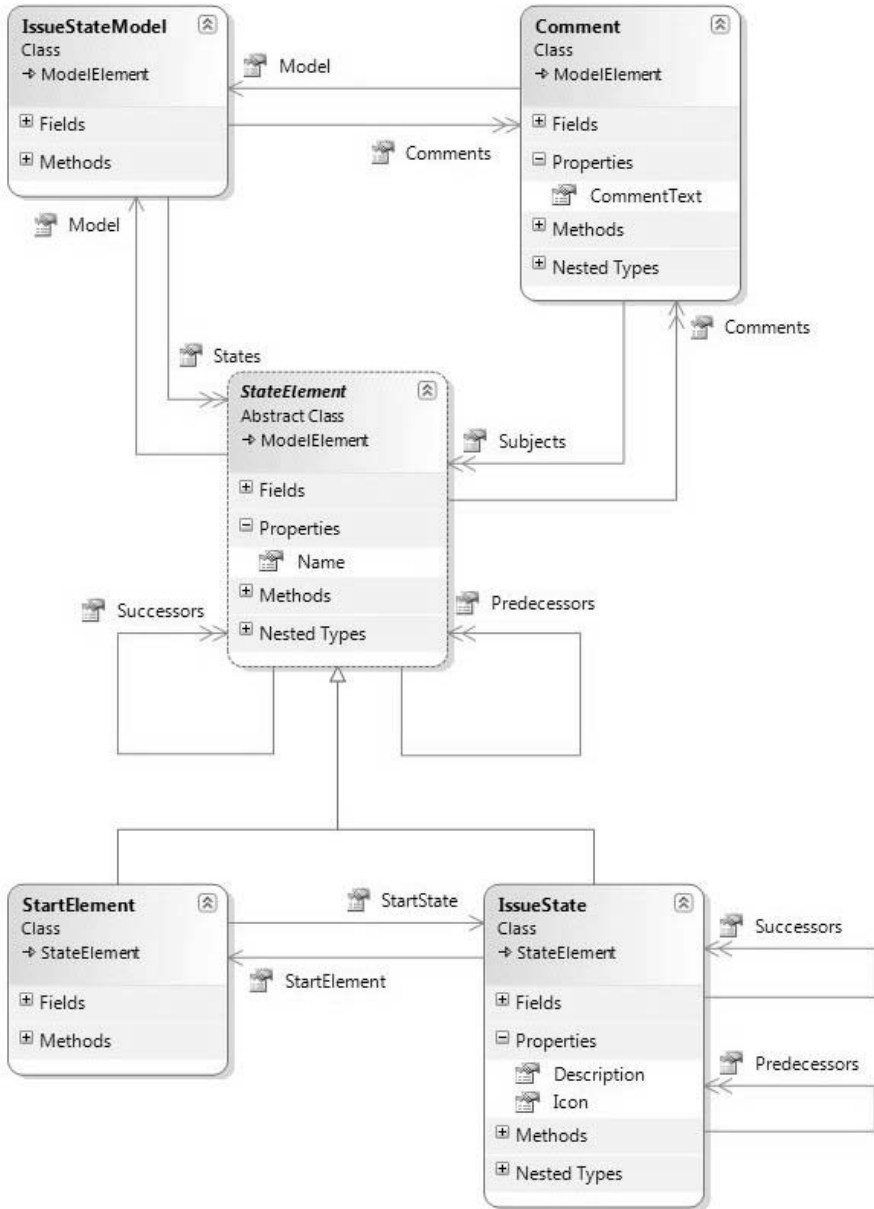 IssueStateModel
Class
ModelElement
Fields
Methods
Model
Comments
Comment
Class
ModelElement
Fields
Properties
CommentText
Methods
Nested Types
Model
States
Comments
Subjects
StateElement
Abstract Class
ModelElement
Fields
Properties
Name
Methods
Nested Types
Successors
Predecessors
StartElement
Class
StateElement
Fields
Methods
StartState
StartElement
IssueState
Class
StateElement
Fields
Properties
Description
Icon
Methods
Nested Types
Successors
Predecessors